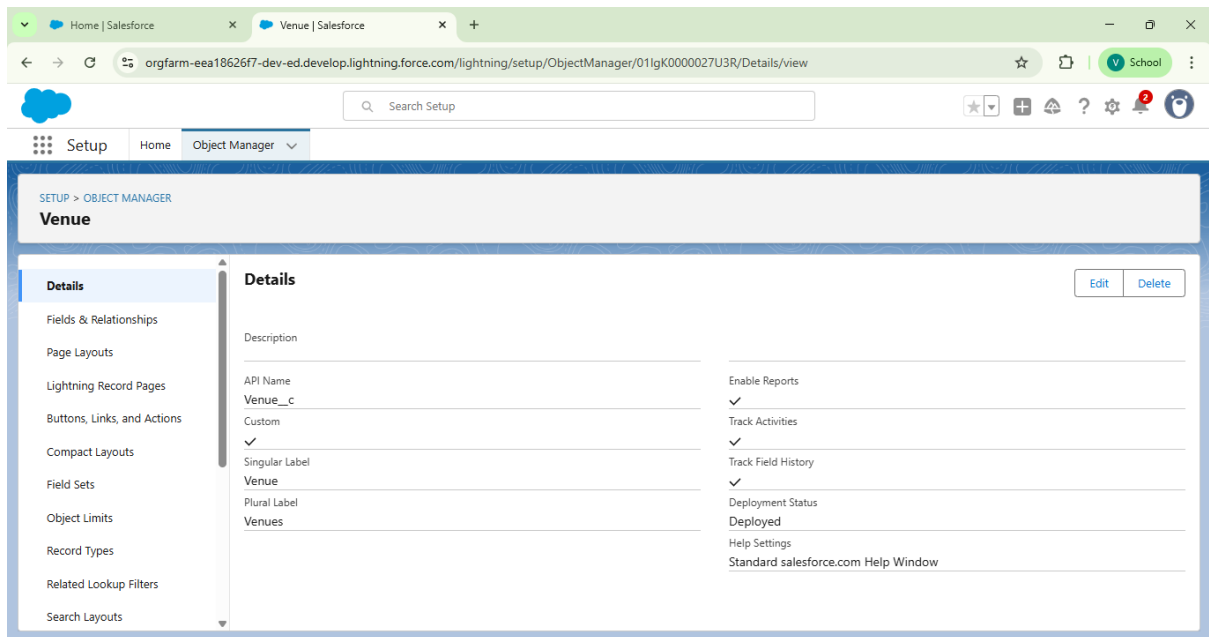 Home | Salesforce
Venue | Salesforce
orgfarm-eea18626f7-dev-ed.develop.lightning.force.com/lightning/setup/ObjectManager/01IgK0000027U3R/Details/view
V School
Search Setup
2
Setup Home Object Manager
SETUP > OBJECT MANAGER
Venue
Details
Fields & Relationships
Page Layouts
Lightning Record Pages
Buttons, Links, and Actions
Compact Layouts
Field Sets
Object Limits
Record Types
Related Lookup Filters
Search Layouts
Details
Edit Delete
Description
API Name
Venue__c
Custom
Singular Label
Venue
Plural Label
Venues
Enable Reports
Track Activities
Track Field History
Deployment Status
Deployed
Help Settings
Standard salesforce.com Help Window